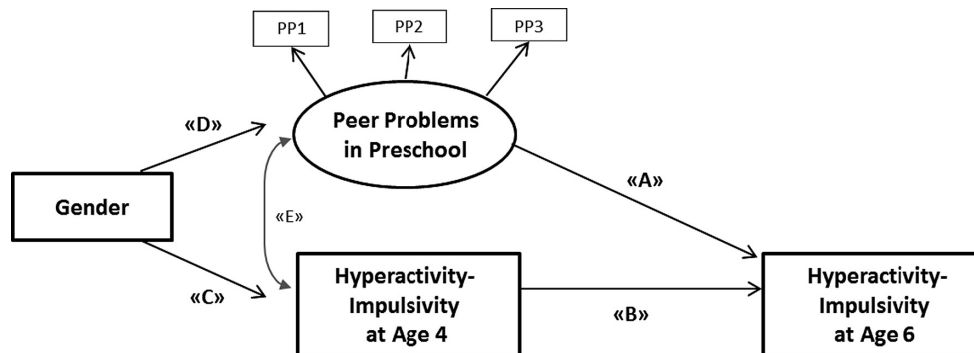 PP1
PP2
PP3
Peer Problems
in Preschool
«D»
«A»
Gender
«E»
Hyperactivity-
Impulsivity
at Age 4
«C»
«B»
Hyperactivity-
Impulsivity
at Age 6